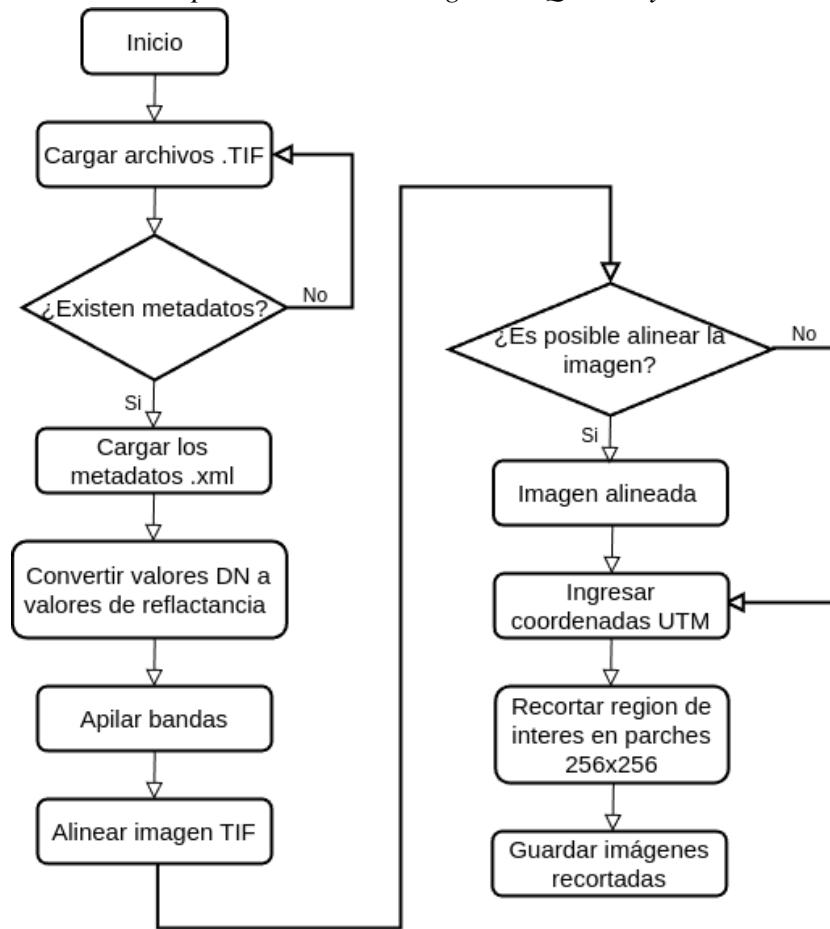 Inicio
Cargar archivos .TIF
¿Existen metadatos?
No
Si
Cargar los
metadatos .xml
Convertir valores DN a
valores de reflactancia
Apilar bandas
Alinear imagen TIF
¿Es posible alinear la
imagen?
No
Si
Imagen alineada
Ingresar
coordenadas UTM
Recortar region de
interes en parches
256x256
Guardar imágenes
recortadas